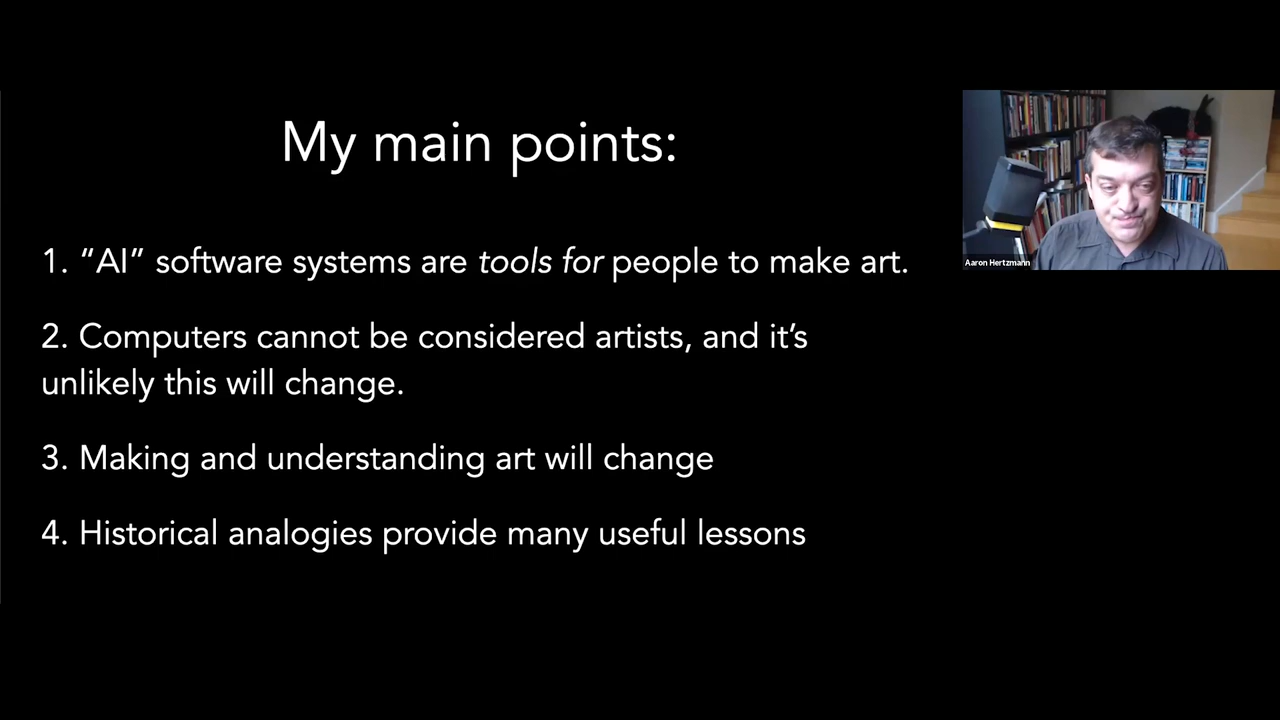 My main points:
1. “AI” software systems are tools for people to make art.
2. Computers cannot be considered artists, and it’s
unlikely this will change.
3. Making and understanding art will change
4. Historical analogies provide many useful lessons
Aaron Hertzmann